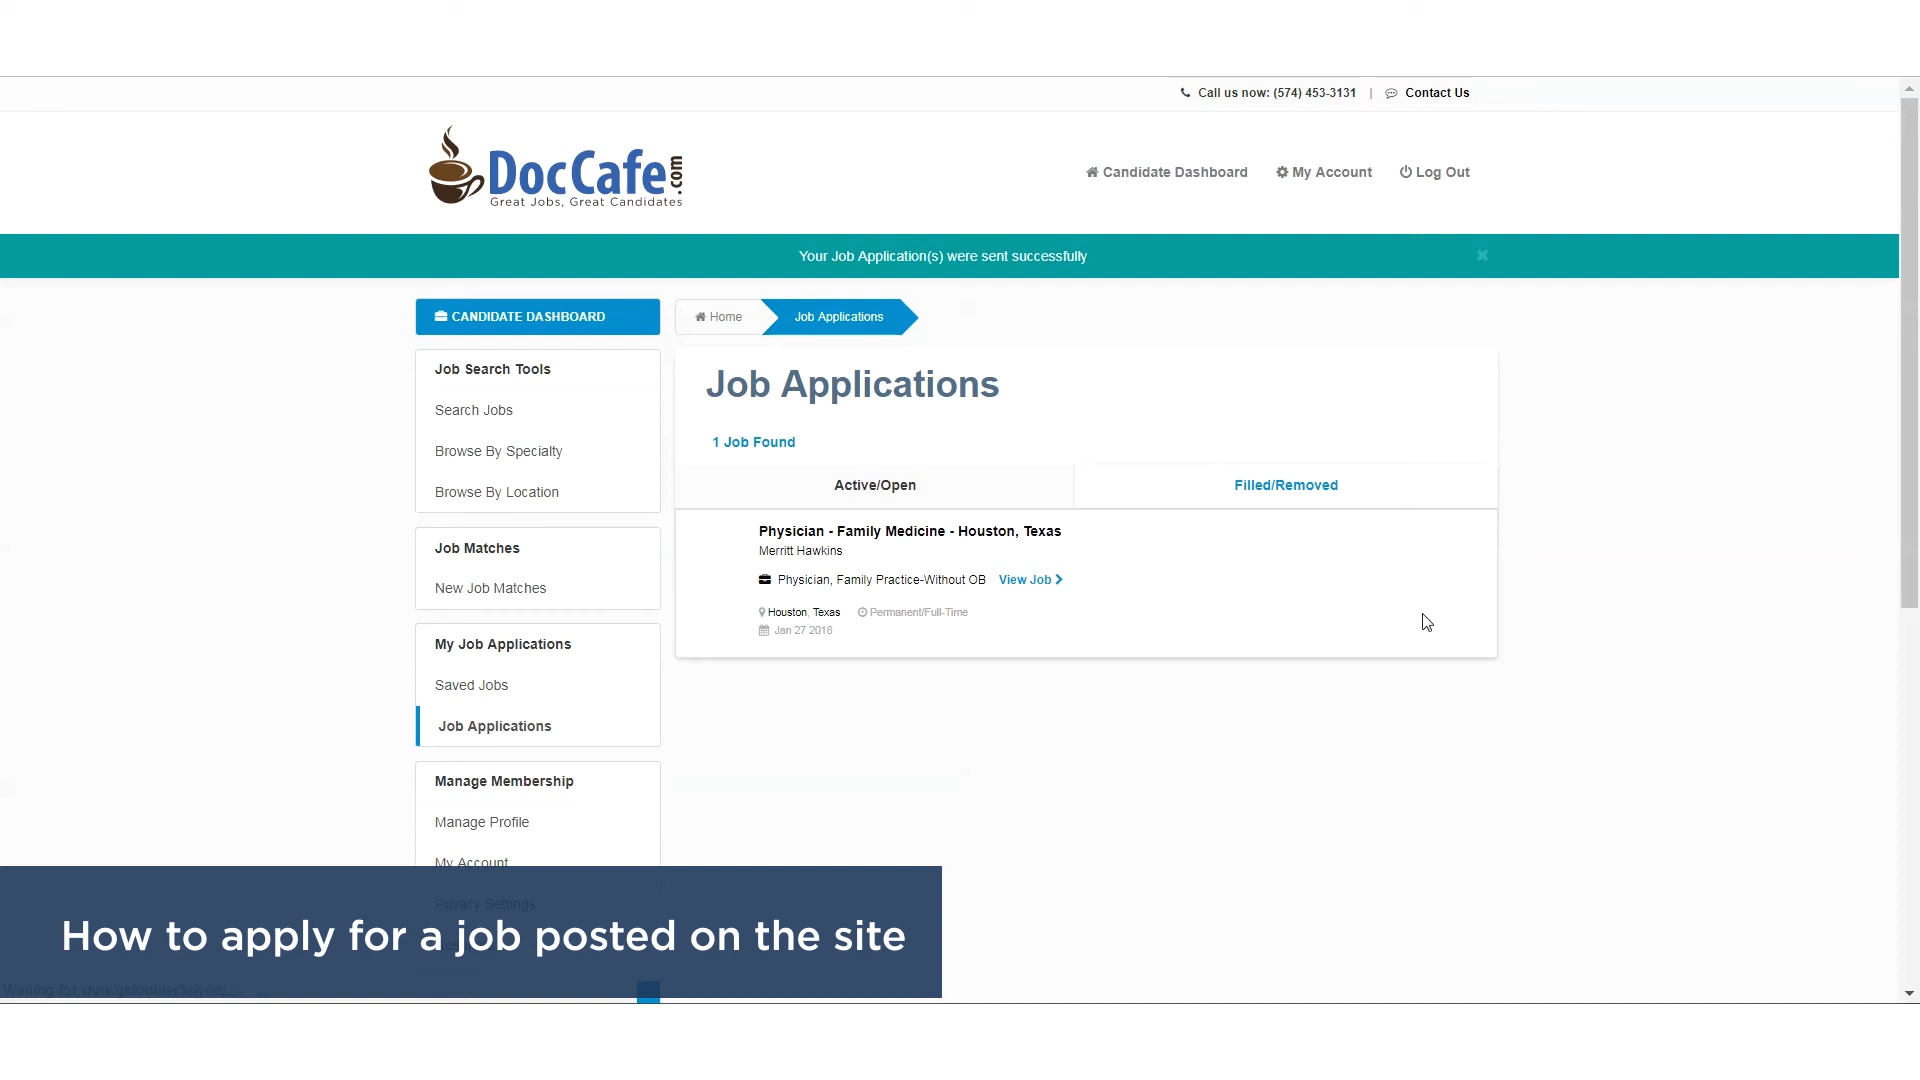 Call us now: (574) 453-3131 | Contact Us
DocCafe.com
Great Jobs, Great Candidates
Candidate Dashboard My Account Log Out
Your Job Application(s) were sent successfully
CANDIDATE DASHBOARD
Home Job Applications
Job Search Tools
Search Jobs
Browse By Specialty
Browse By Location
Job Matches
New Job Matches
My Job Applications
Saved Jobs
Job Applications
Manage Membership
Manage Profile
My Account
Privacy Settings
Job Applications
1 Job Found
Active/Open Filled/Removed
Physician - Family Medicine - Houston, Texas
Merritt Hawkins
Physician, Family Practice-Without OB View Job
Houston, Texas Permanent/Full-Time
Jan 27 2018
How to apply for a job posted on the site
Waiting for